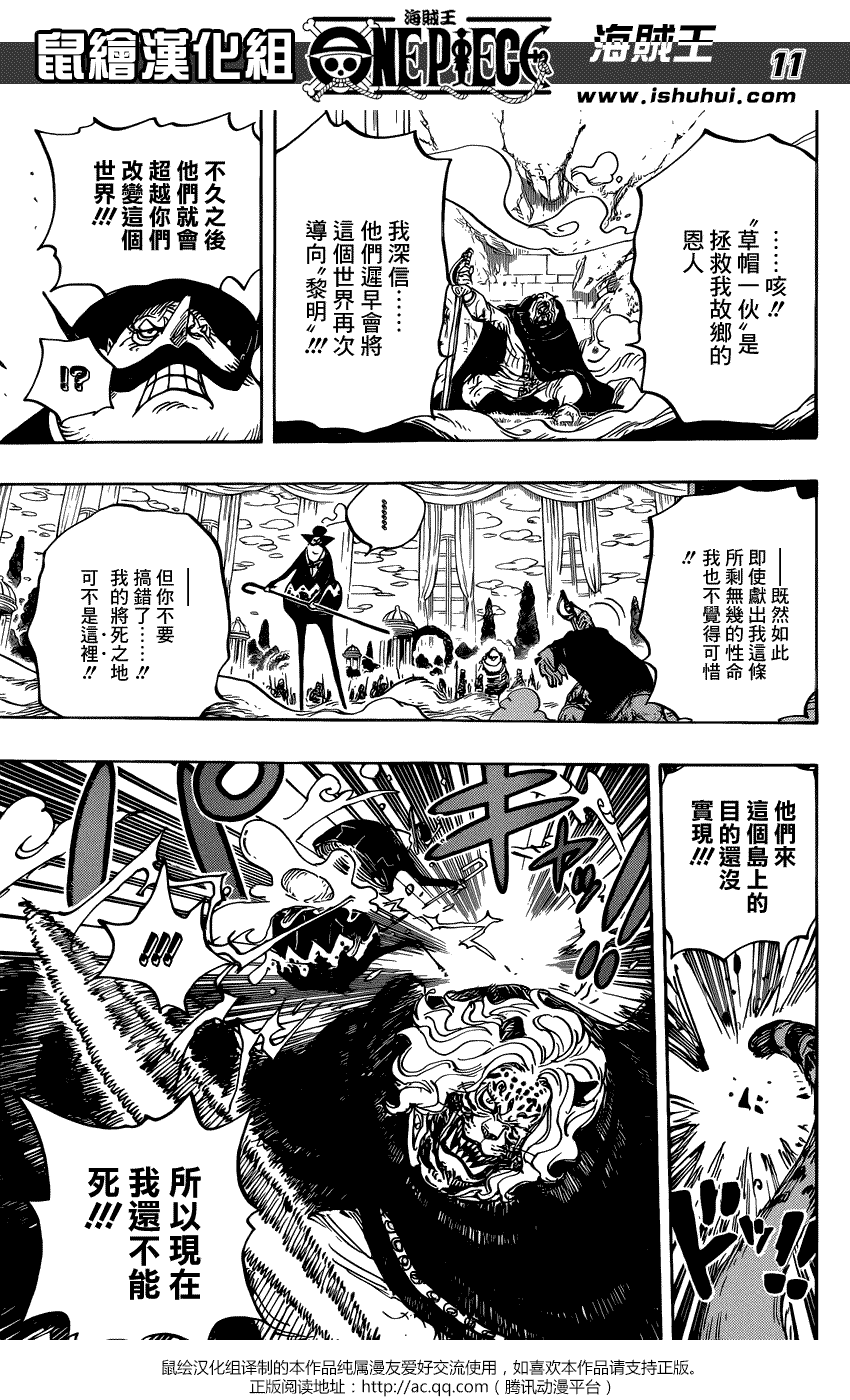 鼠繪漢化組
海賊王
ONE PIECE
海賊王
11
www.ishuhui.com
……咳!!
〝草帽一伙〞是
拯救我故鄉的
恩人
我深信……
他們遲早會將
這個世界再次
導向〝黎明〞!!!
不久之後
他們就會
超越你們
改變這個
世界!!!
!?
——既然如此
即使獻出我這條
所剩無幾的性命
我也不覺得可惜
!!
………
——
但你不要
搞錯了……!!
我的將死之地
可不是這裡!!
他們來
這個島上的
目的還沒
實現!!!
ドッ!!
パキャッ!!
!!!
所以現在
我還不能
死!!!
鼠绘汉化组译制的本作品纯属漫友爱好交流使用，如喜欢本作品请支持正版。
正版阅读地址：http://ac.qq.com（腾讯动漫平台）